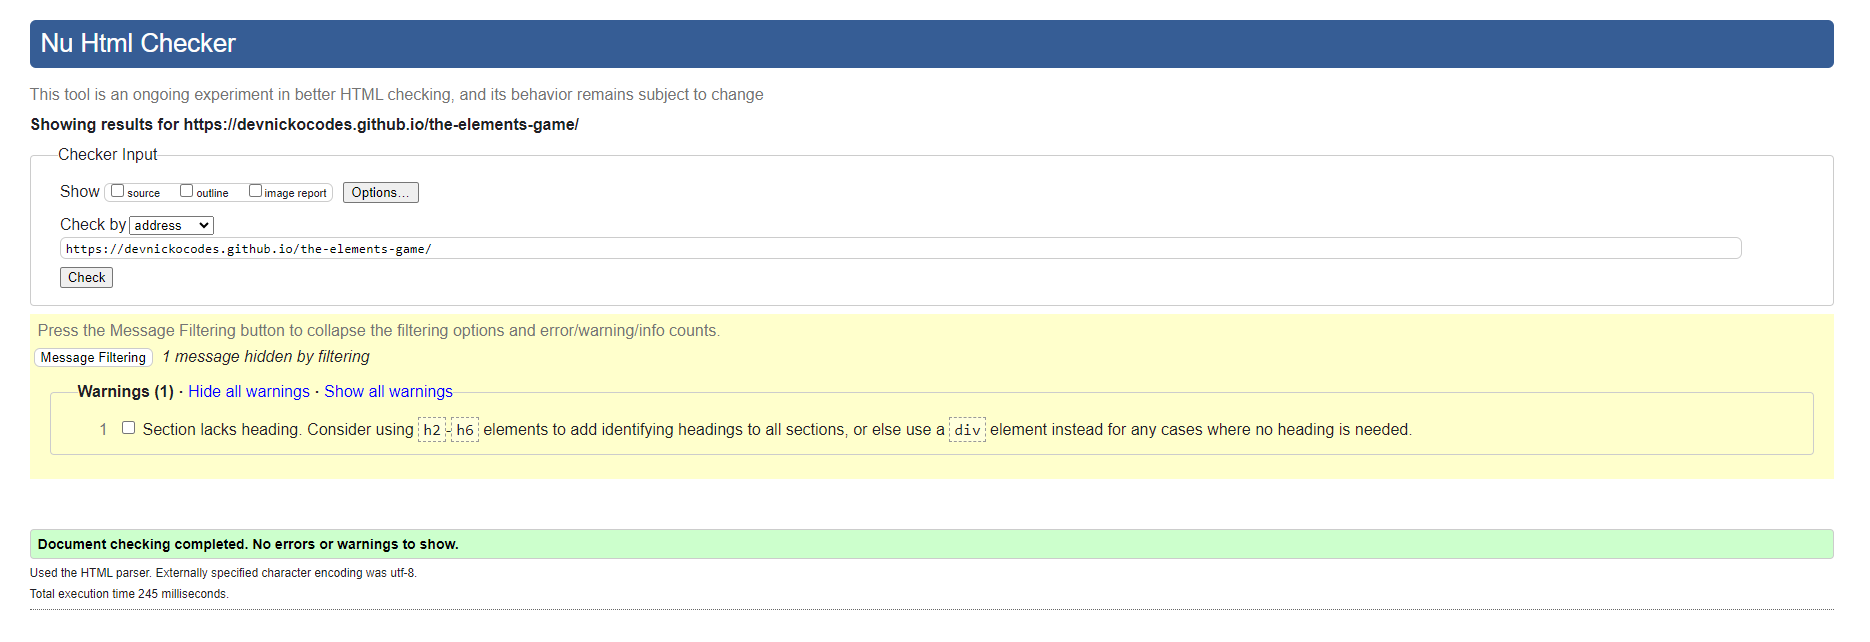 Nu Html Checker
This tool is an ongoing experiment in better HTML checking, and its behavior remains subject to change
Showing results for https://devnickocodes.github.io/the-elements-game/
Checker Input
Show source outline image report Options...
Check by address
https://devnickocodes.github.io/the-elements-game/
Check
Press the Message Filtering button to collapse the filtering options and error/warning/info counts.
Message Filtering 1 message hidden by filtering
Warnings (1) · Hide all warnings · Show all warnings
1 Section lacks heading. Consider using h2-h6 elements to add identifying headings to all sections, or else use a div element instead for any cases where no heading is needed.
Document checking completed. No errors or warnings to show.
Used the HTML parser. Externally specified character encoding was utf-8.
Total execution time 245 milliseconds.